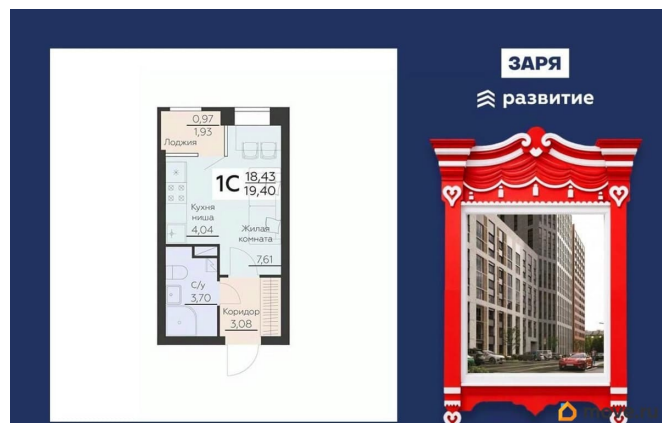 ЗАРЯ
развитие
0,97
1,93
Лоджия
1С
18,43
19,40
Кухня
ниша
4,04
Жилая
комната
7,61
С/у
3,70
Коридор
3,08